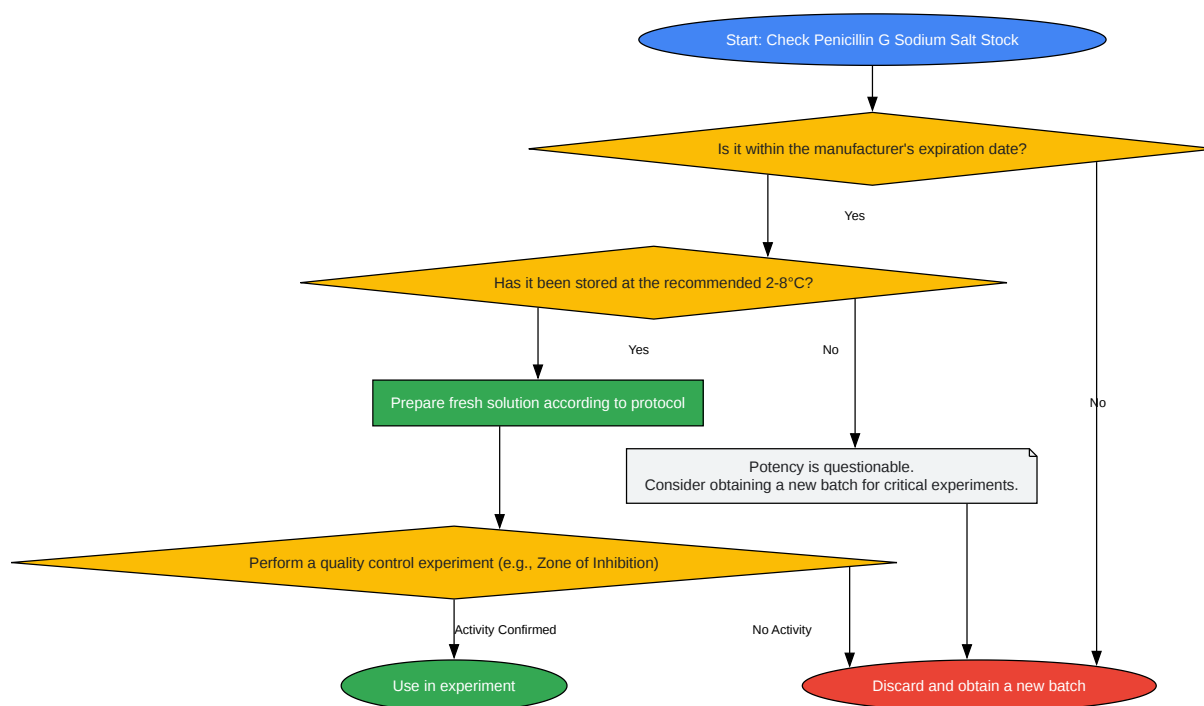 Start: Check Penicillin G Sodium Salt Stock
Is it within the manufacturer's expiration date?
Yes
Has it been stored at the recommended 2-8°C?
Yes
No
Prepare fresh solution according to protocol
No
Potency is questionable.
Consider obtaining a new batch for critical experiments.
Perform a quality control experiment (e.g., Zone of Inhibition)
Activity Confirmed
No Activity
Use in experiment
Discard and obtain a new batch